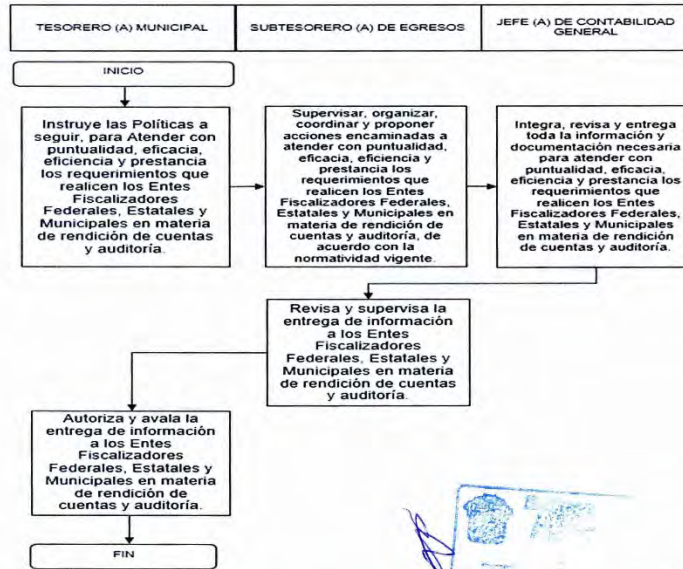 TESORERO (A) MUNICIPAL
SUBTESORERO (A) DE EGRESOS
JEFE (A) DE CONTABILIDAD
GENERAL
INICIO
Instruye las Políticas a
seguir, para Atender con
puntualidad, eficacia,
eficiencia y prestancia
los requerimientos que
realicen los Entes
Fiscalizadores
Federales, Estatales y
Municipales en materia
de rendición de cuentas
y auditoría.
Supervisar, organizar,
coordinar y proponer
acciones encaminadas a
atender con puntualidad,
eficacia, eficiencia y
prestancia los
requerimientos que
realicen los Entes
Fiscalizadores Federales,
Estatales y Municipales en
materia de rendición de
cuentas y auditoría, de
acuerdo con la
normatividad vigente.
Integra, revisa y entrega
toda la información y
documentación necesaria
para atender con
puntualidad, eficacia,
eficiencia y prestancia los
requerimientos que
realicen los Entes
Fiscalizadores Federales,
Estatales y Municipales
en materia de rendición
de cuentas y auditoría.
Revisa y supervisa la
entrega de información
a los Entes
Fiscalizadores
Federales, Estatales y
Municipales en materia
de rendición de cuentas
y auditoría.
Autoriza y avala la
entrega de información
a los Entes
Fiscalizadores
Federales, Estatales y
Municipales en materia
de rendición de
cuentas y auditoría.
FIN